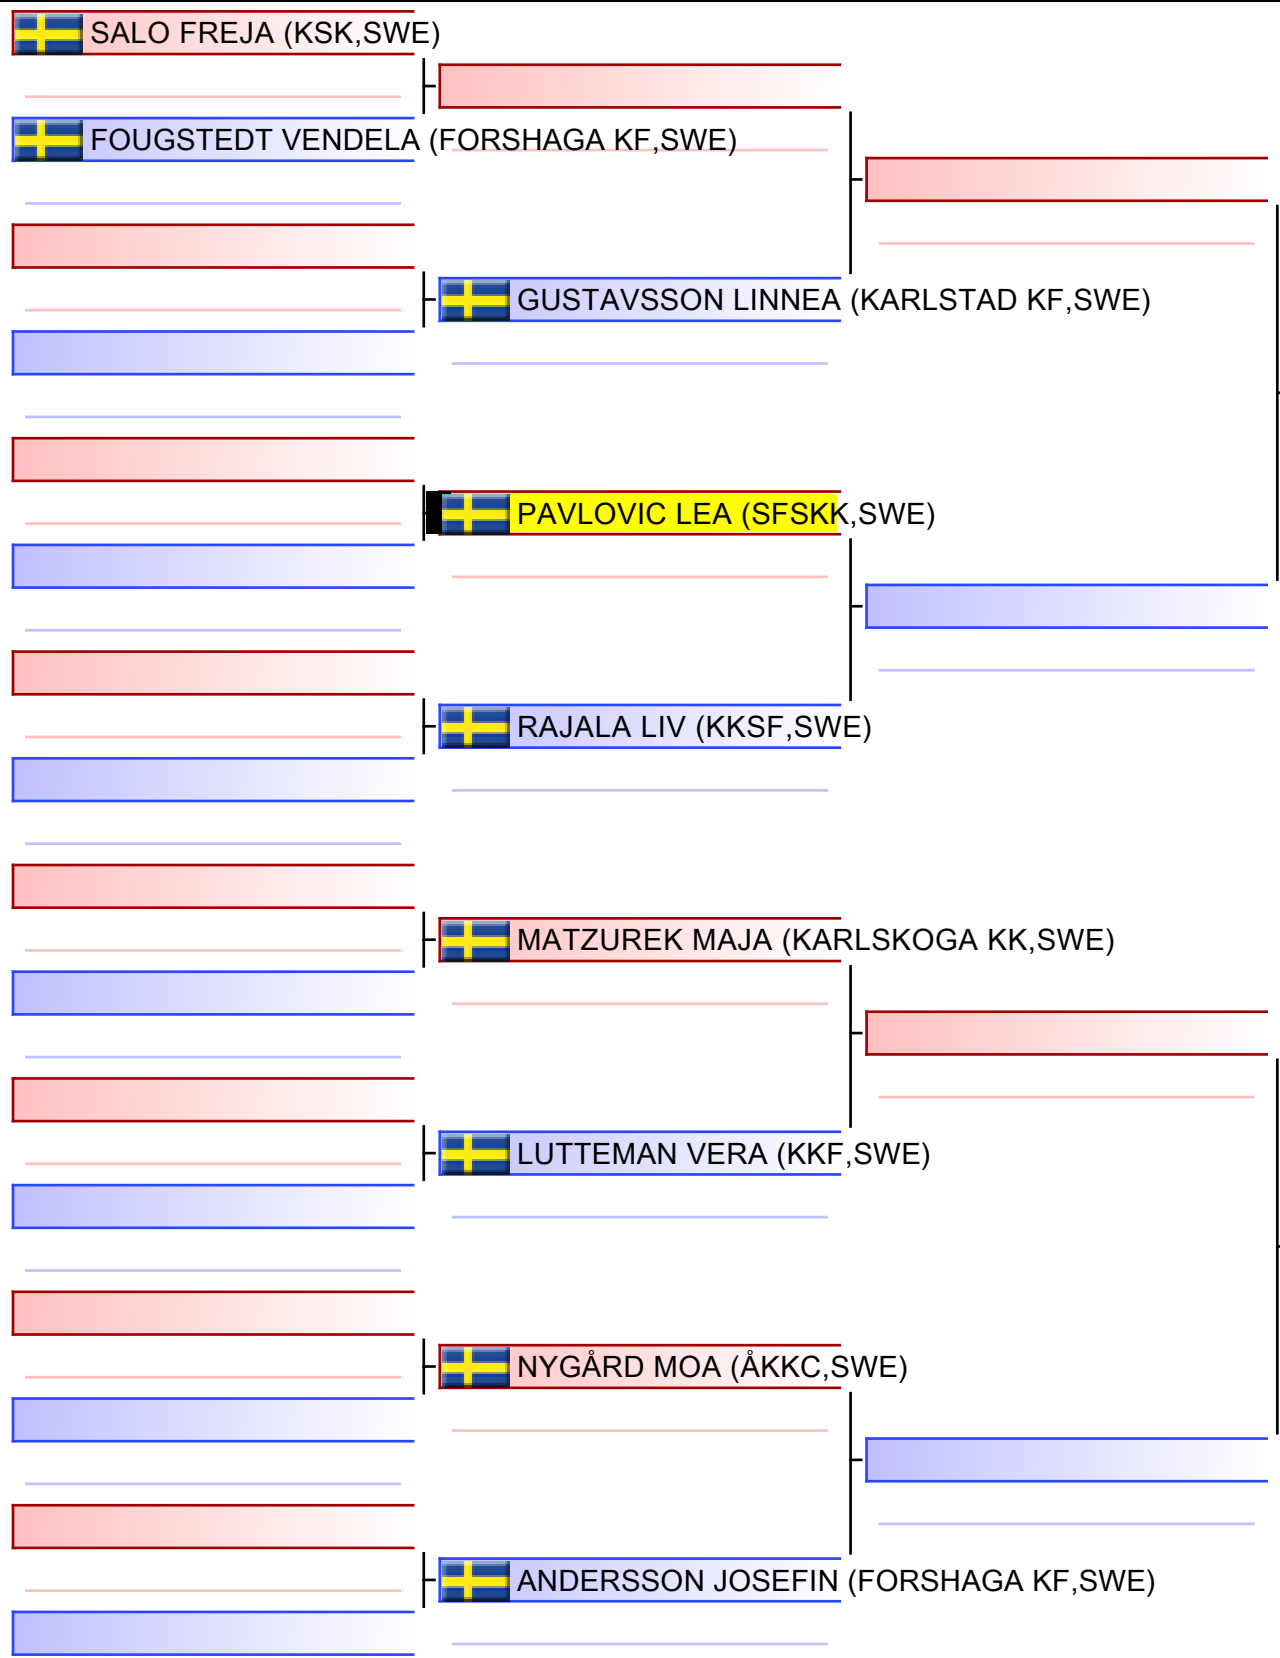 SALO FREJA (KSK,SWE)
FOUGSTEDT VENDELA (FORSHAGA KF,SWE)
GUSTAVSSON LINNEA (KARLSTAD KF,SWE)
PAVLOVIC LEA (SFSKK,SWE)
RAJALA LIV (KKSF,SWE)
MATZUREK MAJA (KARLSKOGA KK,SWE)
LUTTEMAN VERA (KKF,SWE)
NYGÅRD MOA (ÅKKC,SWE)
ANDERSSON JOSEFIN (FORSHAGA KF,SWE)